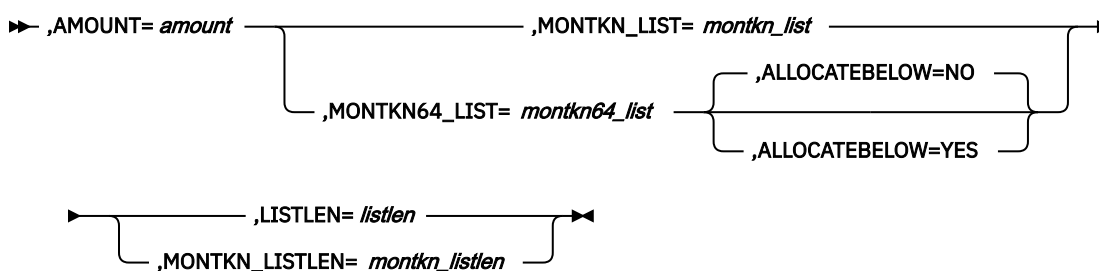 ,AMOUNT= amount ,MONTKN_LIST= montkn_list
,ALLOCATEBELOW=NO
,MONTKN64_LIST= montkn64_list
,ALLOCATEBELOW=YES
,LISTLEN= listlen
,MONTKN_LISTLEN= montkn_listlen